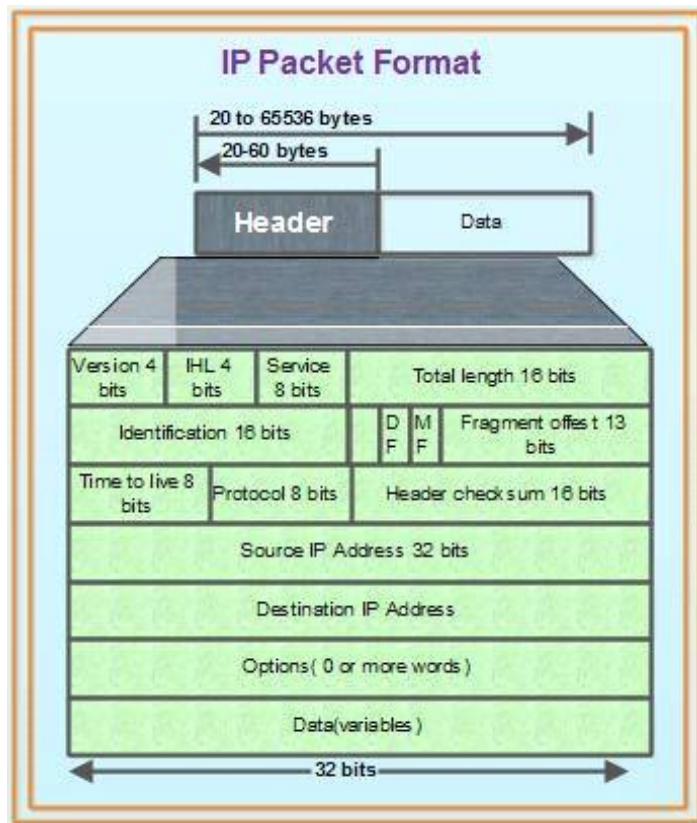 IP Packet Format
20 to 65536 bytes
20-60 bytes
Header
Data
Version 4
bits
IHL 4
bits
Service
8 bits
Total length 16 bits
Identification 16 bits
D
F
M
F
Fragment offest 13
bits
Time to live 8
bits
Protocol 8 bits
Header checksum 16 bits
Source IP Address 32 bits
Destination IP Address
Options( 0 or more words )
Data(variables )
32 bits